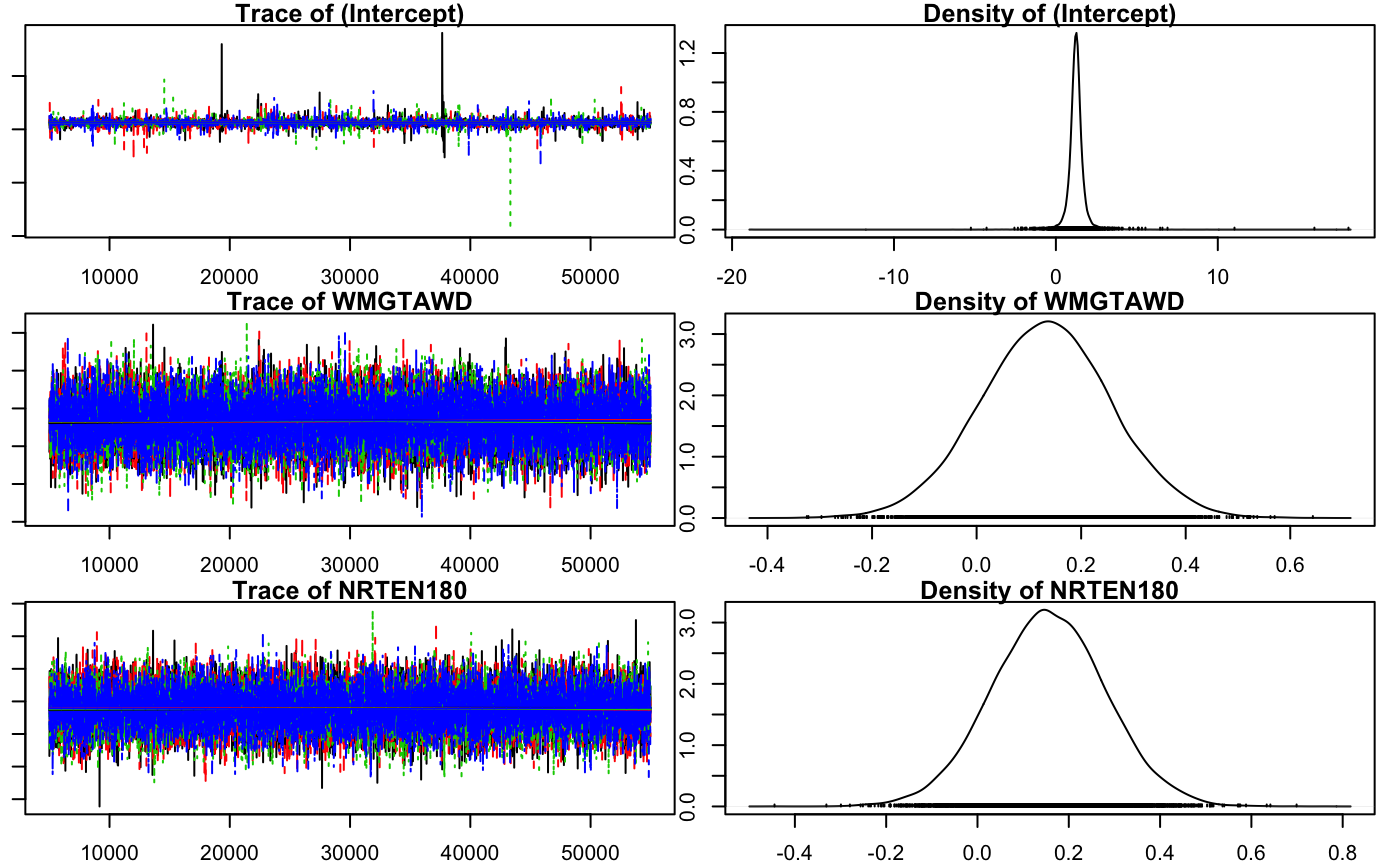 Trace of (Intercept)
10000 20000 30000 40000 50000
Density of (Intercept)
0.0 0.4 0.8 1.2
-20 -10 0 10
Trace of WMGTAWD
10000 20000 30000 40000 50000
Density of WMGTAWD
0.0 1.0 2.0 3.0
-0.4 -0.2 0.0 0.2 0.4 0.6
Trace of NRTEN180
10000 20000 30000 40000 50000
Density of NRTEN180
0.0 1.0 2.0 3.0
-0.4 -0.2 0.0 0.2 0.4 0.6 0.8